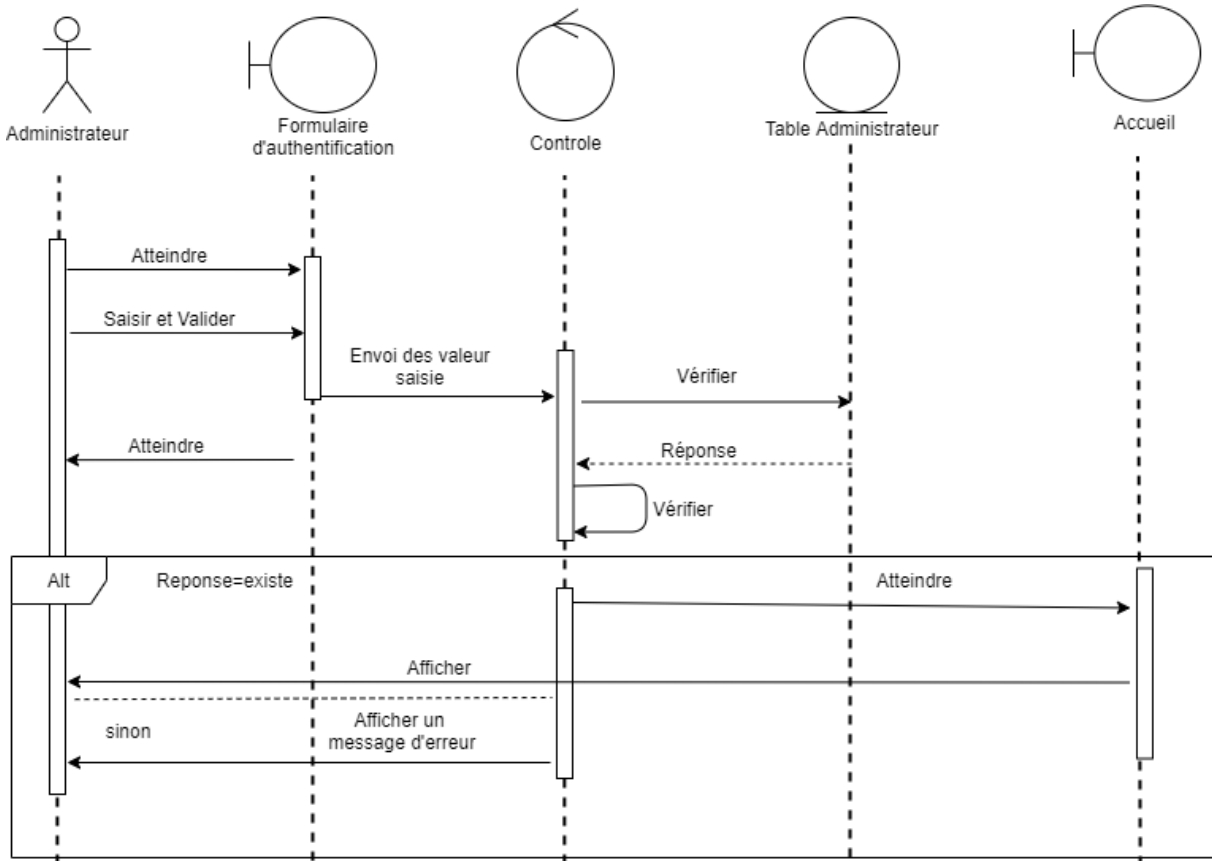 Administrateur
Formulaire
d'authentification
Controle
Table Administrateur
Accueil
Atteindre
Saisir et Valider
Envoi des valeur
saisie
Vérifier
Atteindre
Réponse
Vérifier
Alt
Reponse=existe
Atteindre
Afficher
sinon
Afficher un
message d'erreur